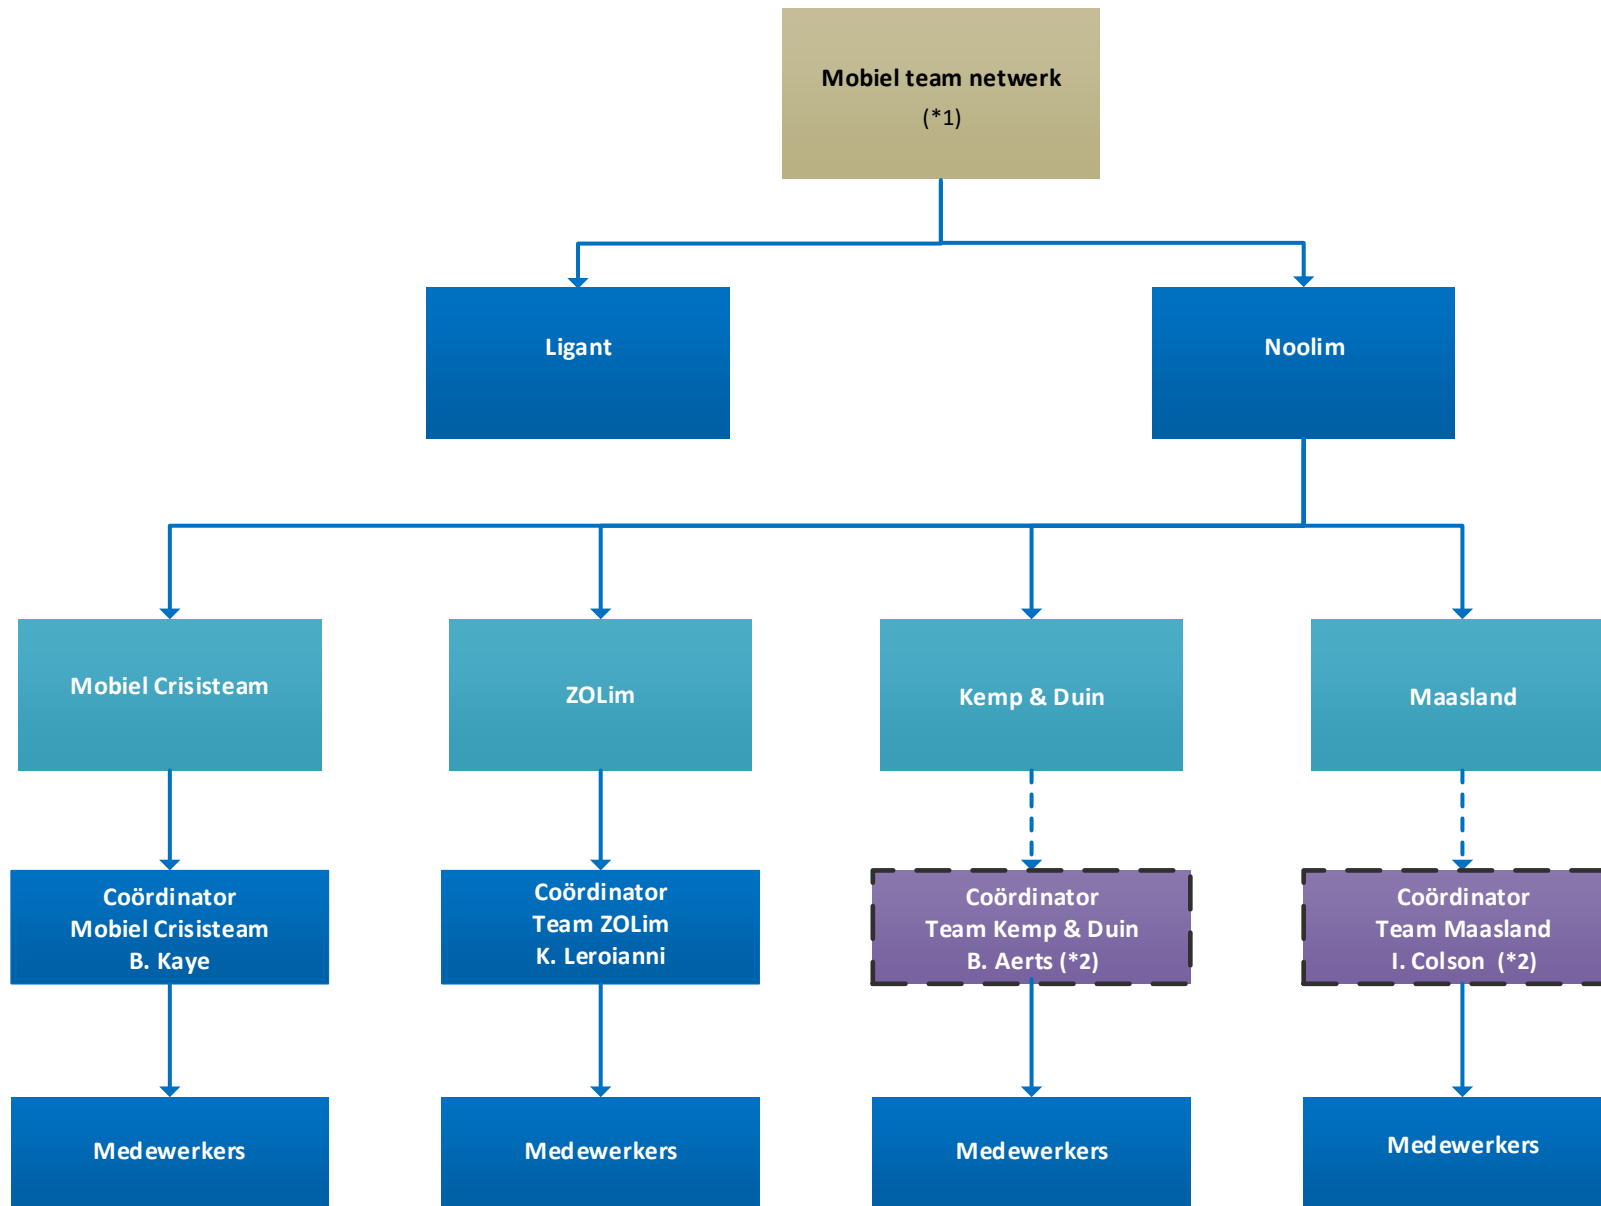 Mobiel team netwerk
(*1)
Ligant
Noolim
Mobiel Crisisteam
ZOLim
Kemp & Duin
Maasland
Coördinator
Mobiel Crisisteam
B. Kaye
Coördinator
Team ZOLim
K. Leroianni
Coördinator
Team Kemp & Duin
B. Aerts (*2)
Coördinator
Team Maasland
I. Colson (*2)
Medewerkers
Medewerkers
Medewerkers
Medewerkers